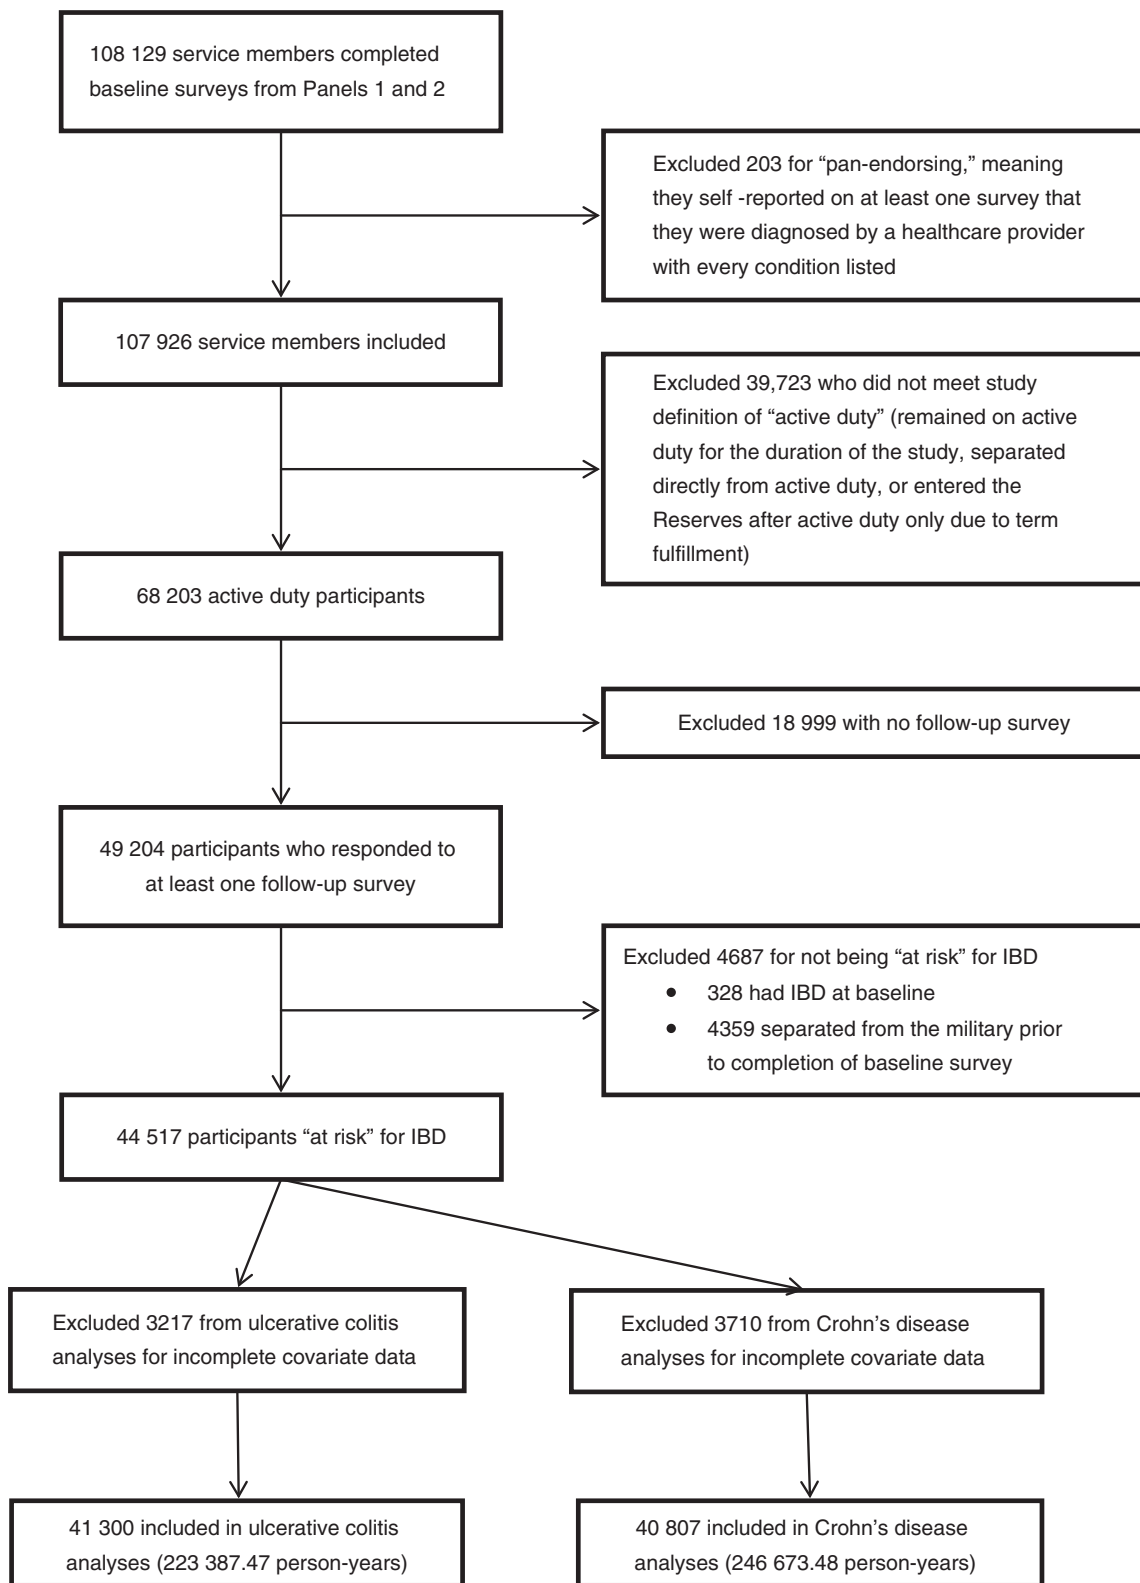 108 129 service members completed
baseline surveys from Panels 1 and 2
Excluded 203 for “pan-endorsing,” meaning
they self -reported on at least one survey that
they were diagnosed by a healthcare provider
with every condition listed
107 926 service members included
Excluded 39,723 who did not meet study
definition of “active duty” (remained on active
duty for the duration of the study, separated
directly from active duty, or entered the
Reserves after active duty only due to term
fulfillment)
68 203 active duty participants
Excluded 18 999 with no follow-up survey
49 204 participants who responded to
at least one follow-up survey
Excluded 4687 for not being “at risk” for IBD
• 328 had IBD at baseline
• 4359 separated from the military prior
to completion of baseline survey
44 517 participants “at risk” for IBD
Excluded 3217 from ulcerative colitis
analyses for incomplete covariate data
Excluded 3710 from Crohn’s disease
analyses for incomplete covariate data
41 300 included in ulcerative colitis
analyses (223 387.47 person-years)
40 807 included in Crohn’s disease
analyses (246 673.48 person-years)